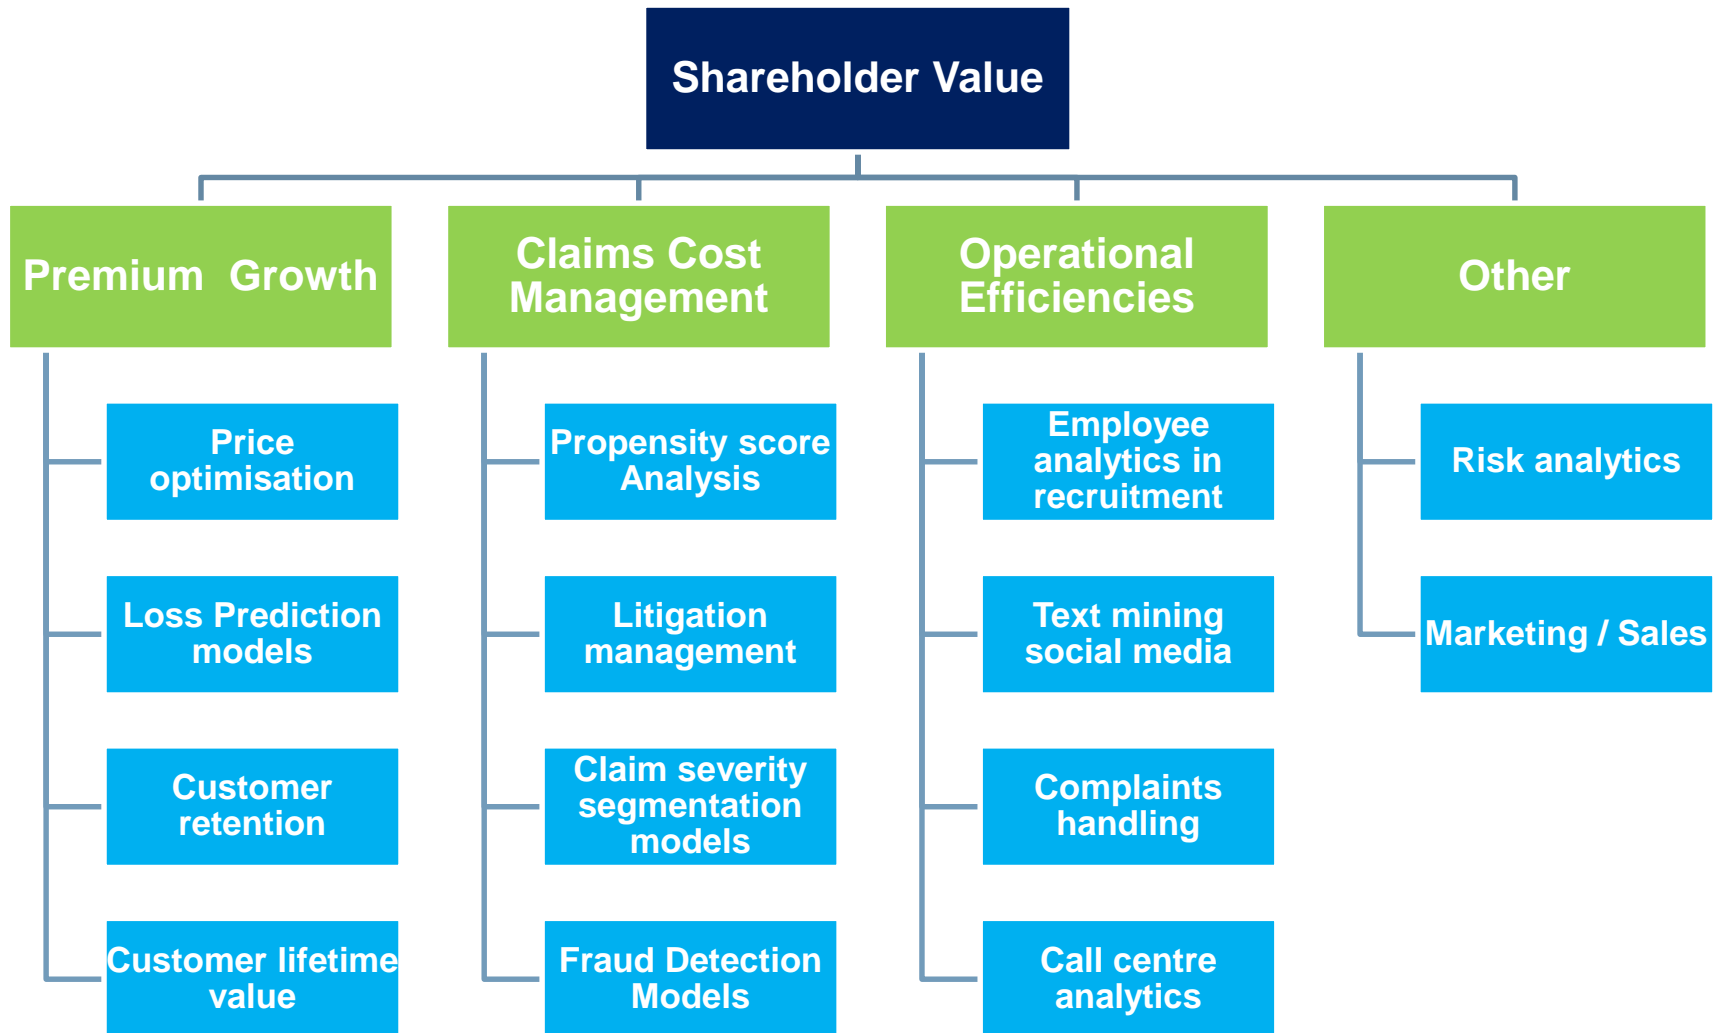 Shareholder Value
Premium  Growth
Claims Cost
Management
Operational
Efficiencies
Other
Price
optimisation
Propensity score
Analysis
Employee
analytics in
recruitment
Risk analytics
Loss Prediction
models
Litigation
management
Text mining
social media
Marketing / Sales
Customer
retention
Claim severity
segmentation
models
Complaints
handling
Customer lifetime
value
Fraud Detection
Models
Call centre
analytics